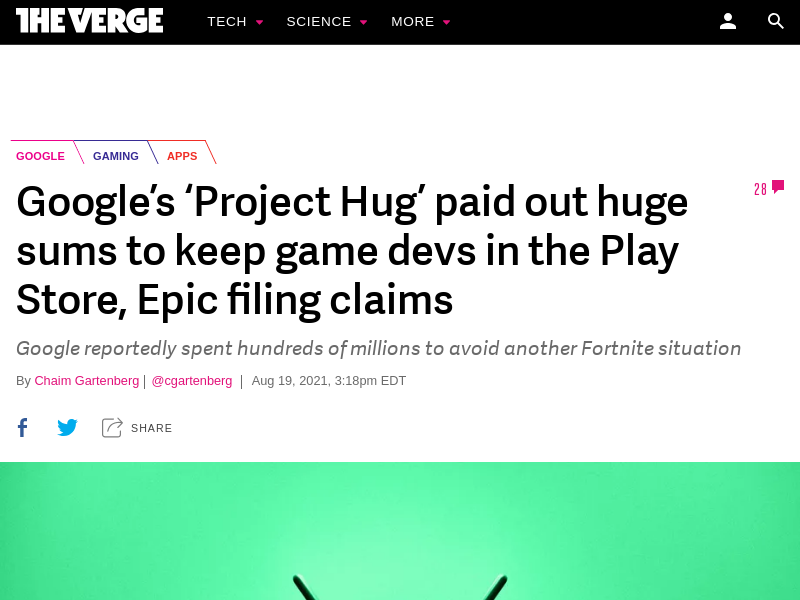 THE VERGE TECH SCIENCE MORE
GOOGLE GAMING APPS
Google’s ‘Project Hug’ paid out huge
sums to keep game devs in the Play
Store, Epic filing claims
28
Google reportedly spent hundreds of millions to avoid another Fortnite situation
By Chaim Gartenberg | @cgartenberg | Aug 19, 2021, 3:18pm EDT
SHARE